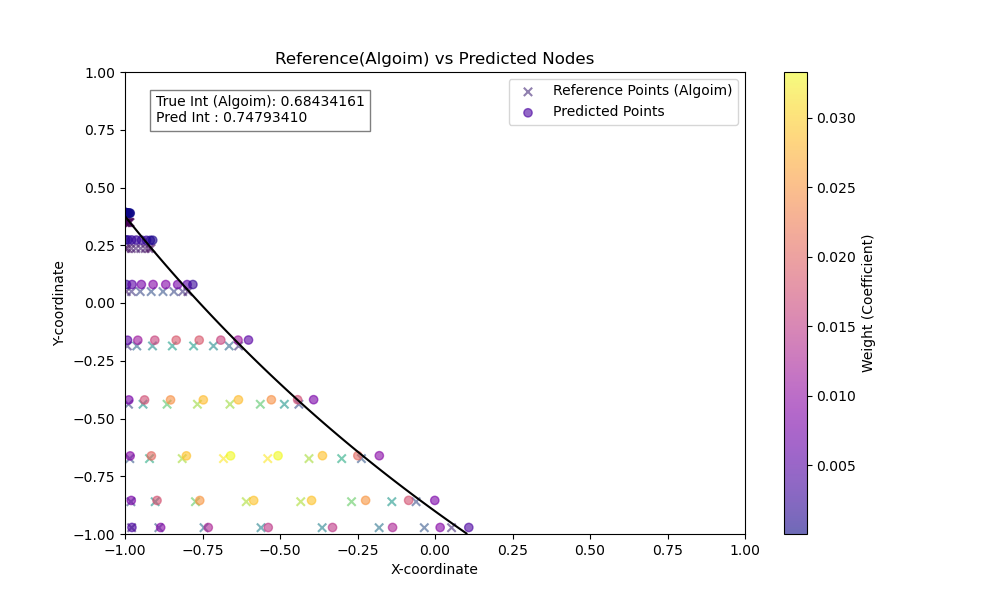 Reference(Algoim) vs Predicted Nodes
True Int (Algoim): 0.68434161
Pred Int : 0.74793410
Reference Points (Algoim)
Predicted Points
Y-coordinate
1.00
0.75
0.50
0.25
0.00
−0.25
−0.50
−0.75
−1.00
−1.00 −0.75 −0.50 −0.25 0.00 0.25 0.50 0.75 1.00
X-coordinate
0.030
0.025
0.020
0.015
0.010
0.005
Weight (Coefficient)